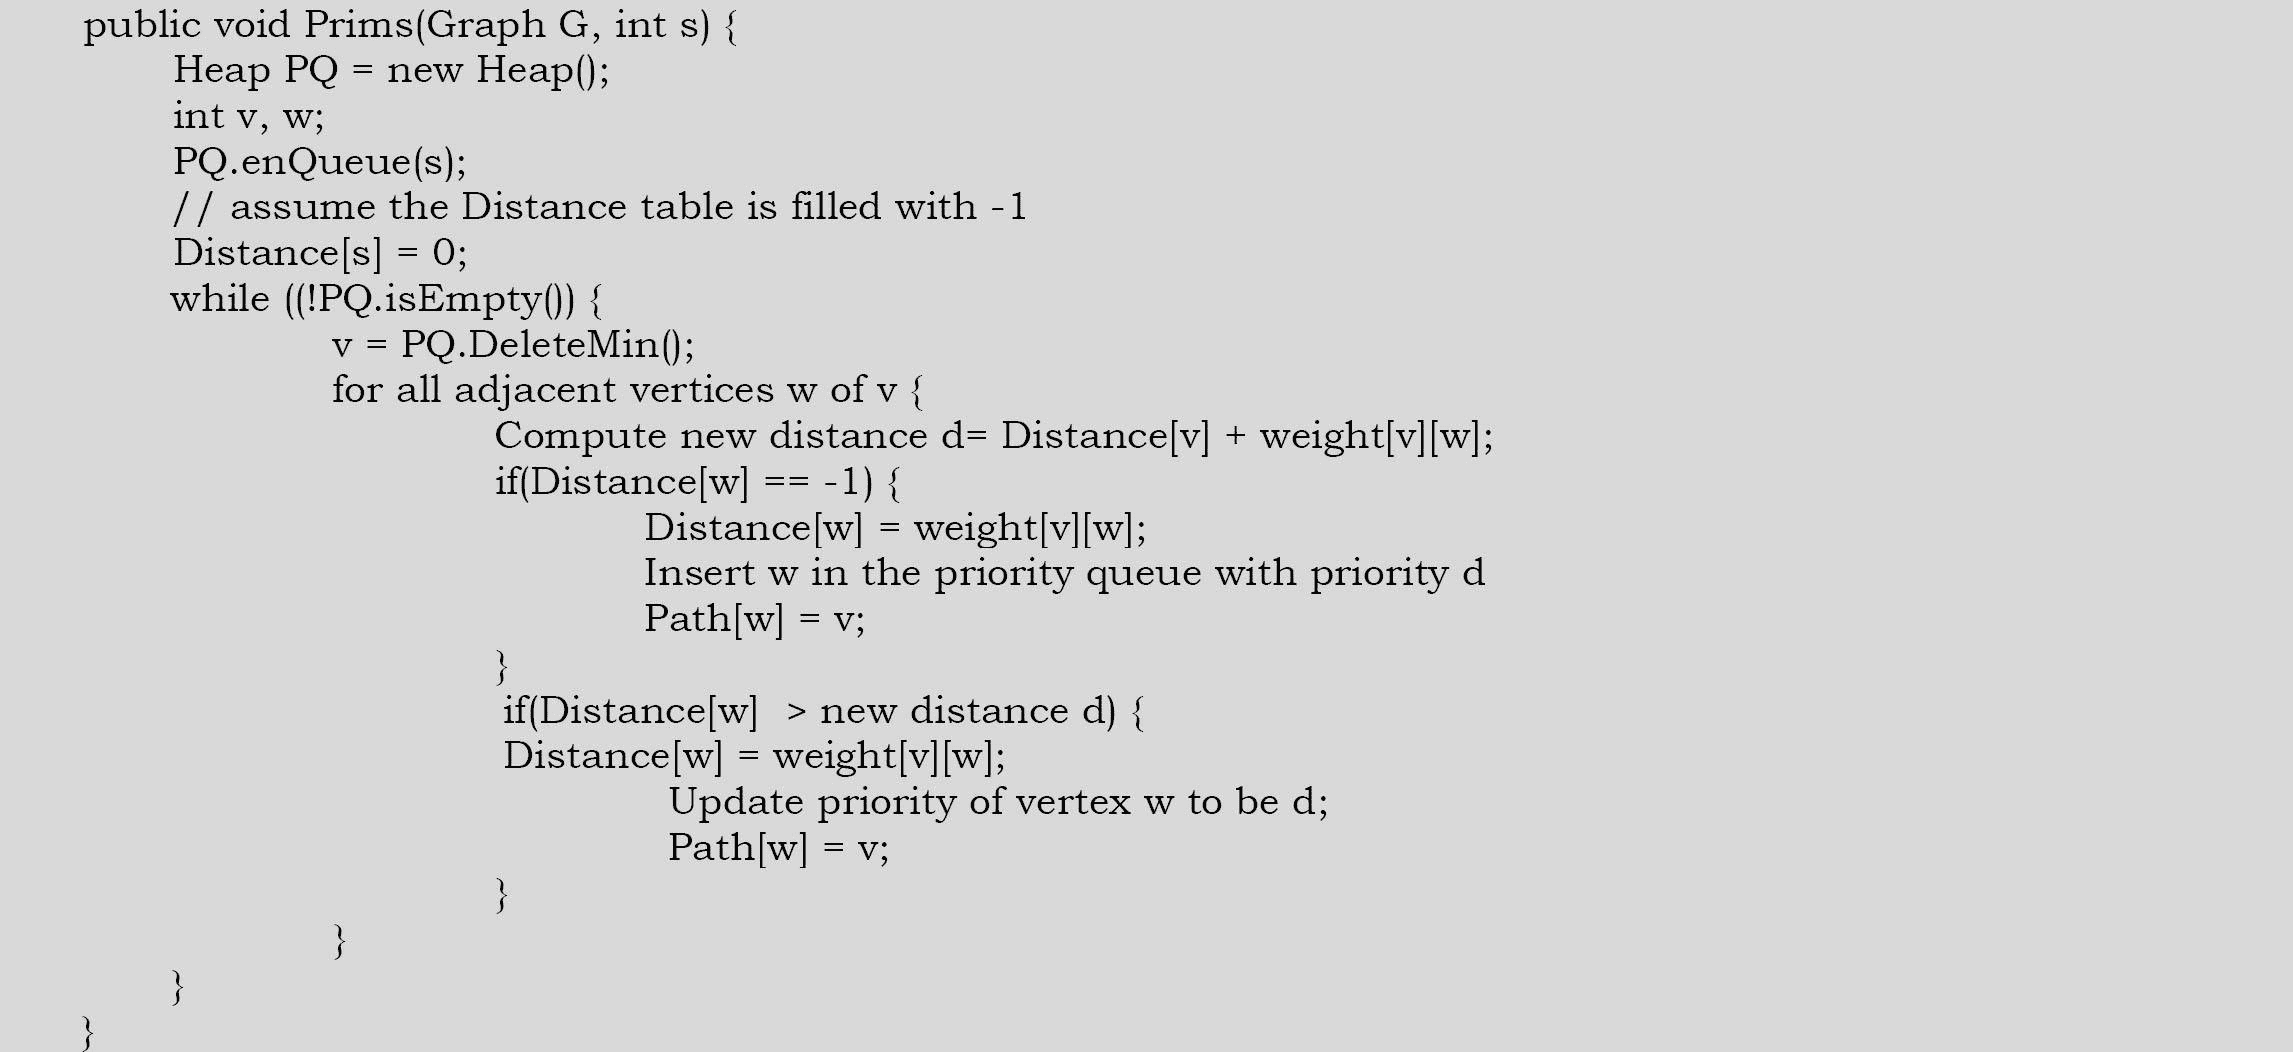 public void Prims(Graph G, int s) {
Heap PQ = new Heap();
int v, w;
PQ.enQueue(s);
// assume the Distance table is filled with -1
Distance[s] = 0;
while ((!PQ.isEmpty()) {
v = PQ.DeleteMin();
for all adjacent vertices w of v {
Compute new distance d= Distance[v] + weight[v][w];
if(Distance[w] == -1) {
Distance[w] = weight[v][w];
Insert w in the priority queue with priority d
Path[w] = v;
}
if(Distance[w]  > new distance d) {
Distance[w] = weight[v][w];
Update priority of vertex w to be d;
Path[w] = v;
}
}
}
}